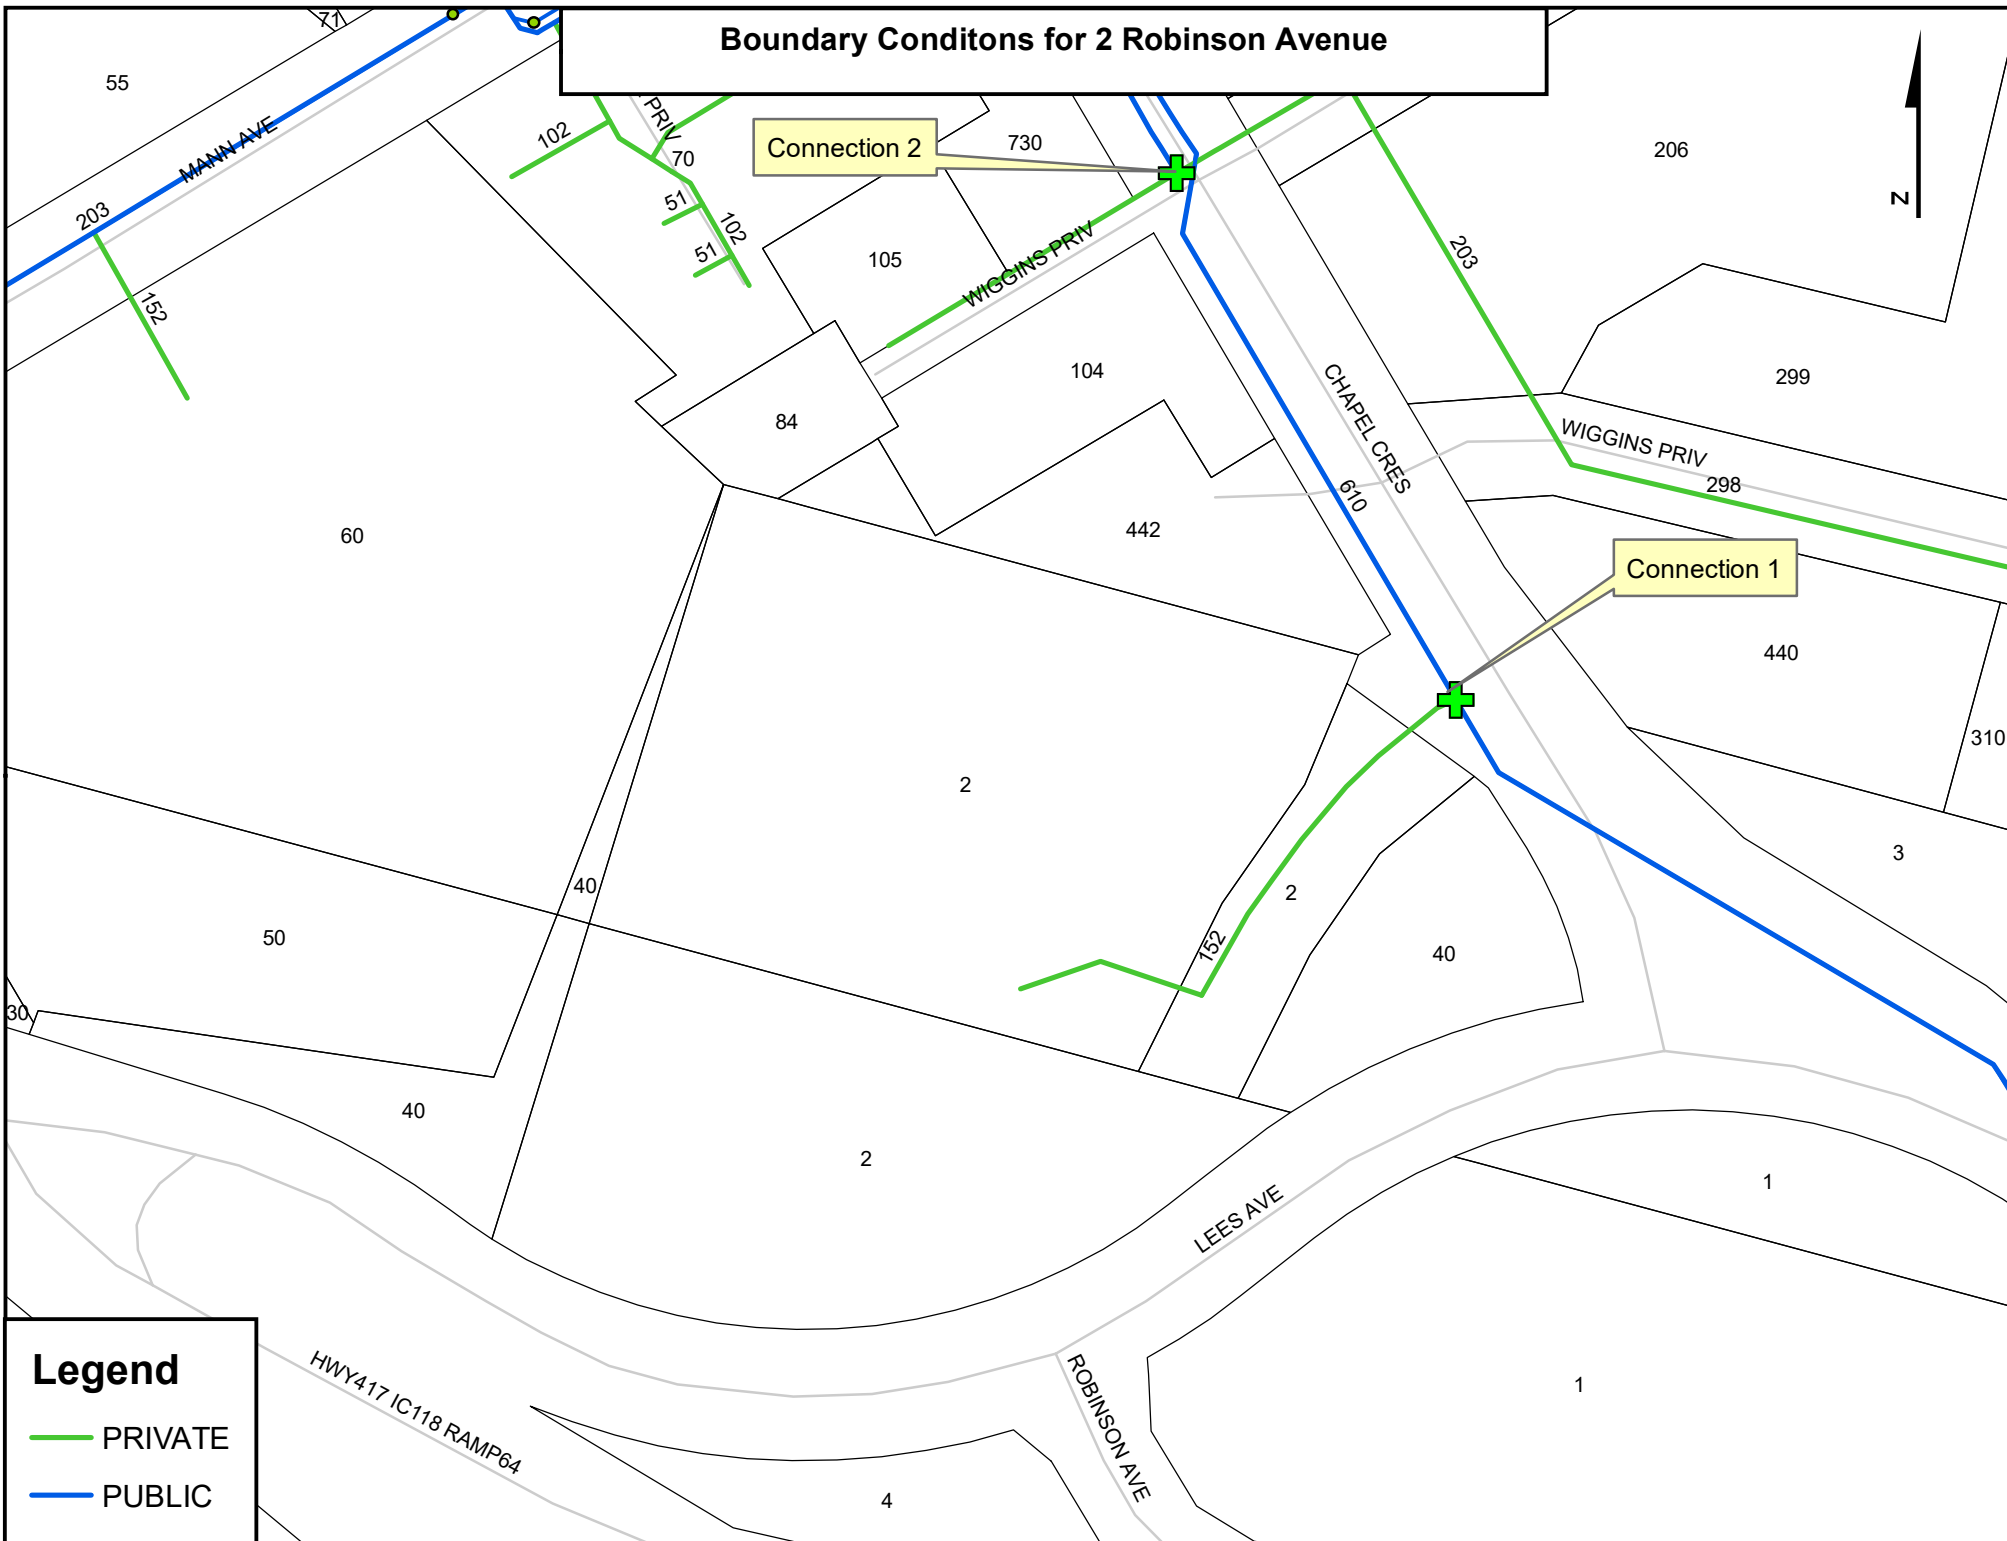 Boundary Conditons for 2 Robinson Avenue
71
55
MANN AVE
203
152
102
PRIV
70
51
102
51
Connection 2
730
206
N
105
WIGGINS PRIV
203
104
84
CHAPEL CRES
299
WIGGINS PRIV
298
610
442
60
Connection 1
440
310
2
3
40
2
152
50
40
30
40
2
1
LEES AVE
HWY417 IC118 RAMP64
ROBINSON AVE
1
4
Legend
PRIVATE
PUBLIC